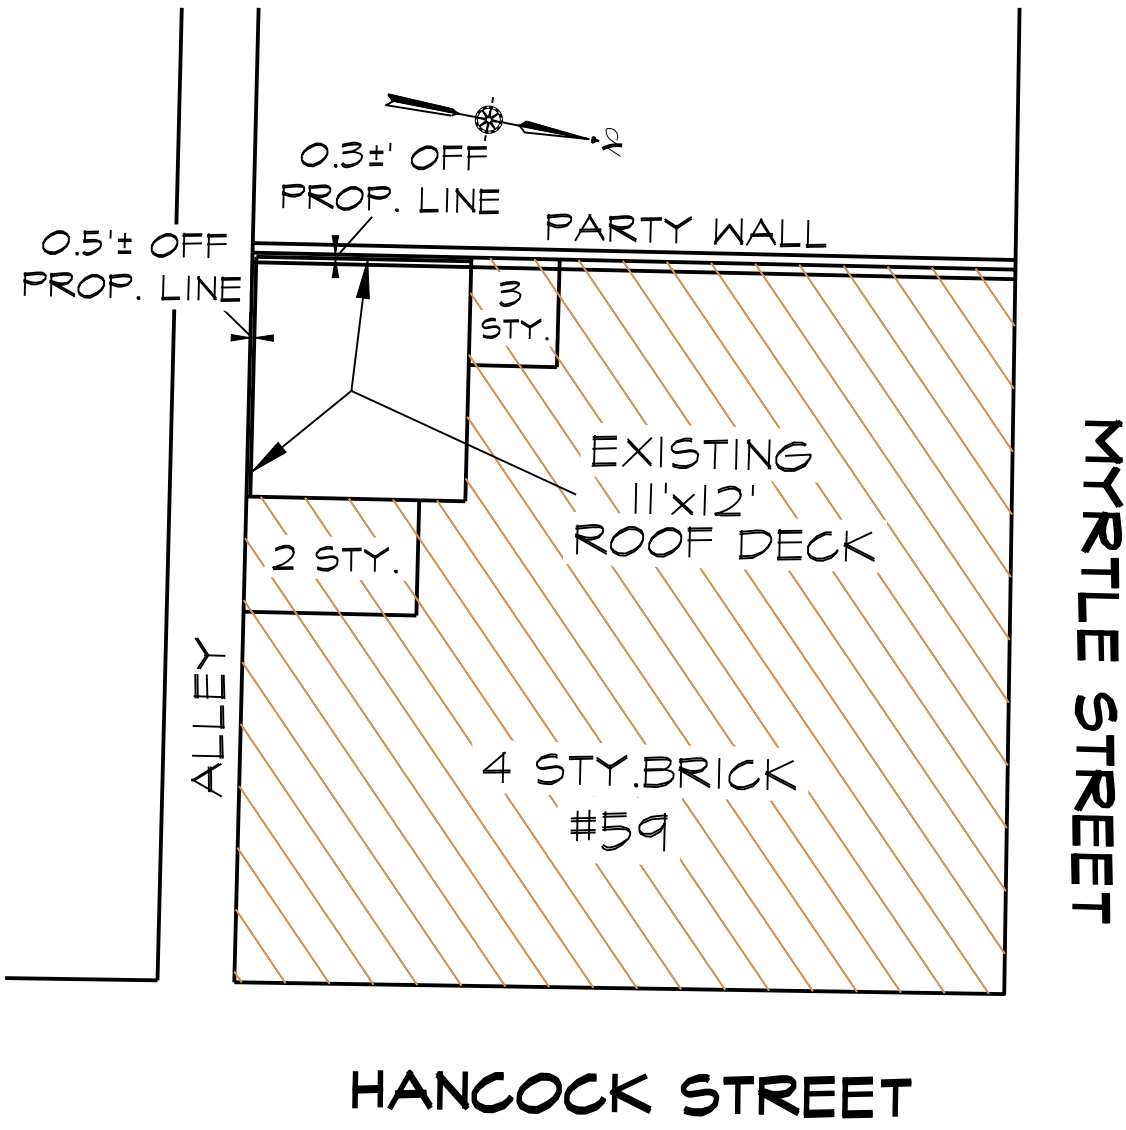 N
0.3±' OFF
PROP. LINE
0.5'± OFF
PROP. LINE
PARTY WALL
3
STY.
EXISTING
11'x12'
ROOF DECK
2 STY.
ALLEY
4 STY.BRICK
#59
MYRTLE STREET
HANCOCK STREET